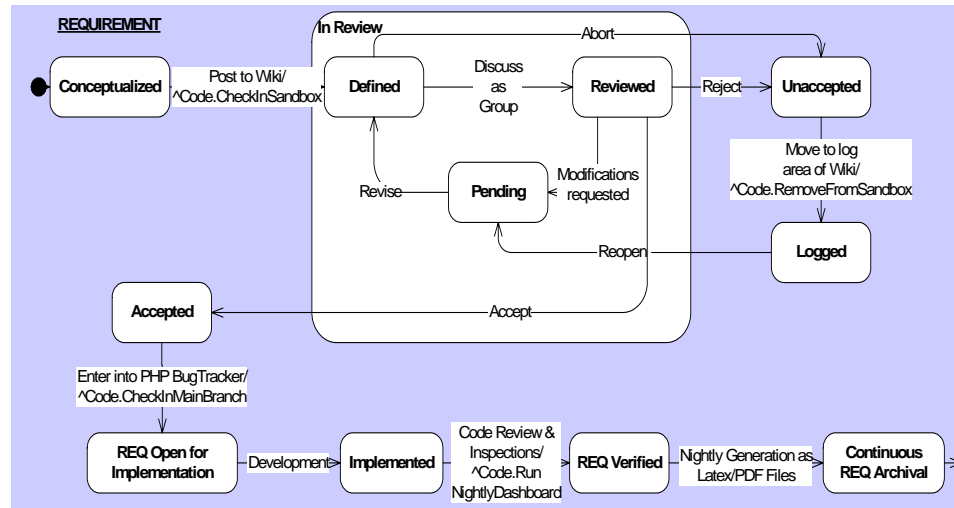 REQUIREMENT
In Review
Abort
Conceptualized
Post to Wiki/
^Code.CheckInSandbox
Defined
Discuss
as
Group
Reviewed
Reject
Unaccepted
Move to log
area of Wiki/
^Code.RemoveFromSandbox
Modifications
requested
Pending
Revise
Reopen
Logged
Accepted
Accept
Enter into PHP BugTracker/
^Code.CheckInMainBranch
REQ Open for
Implementation
Development
Implemented
Code Review &
Inspections/
^Code.Run
NightlyDashboard
REQ Verified
Nightly Generation as
Latex/PDF Files
Continuous
REQ Archival